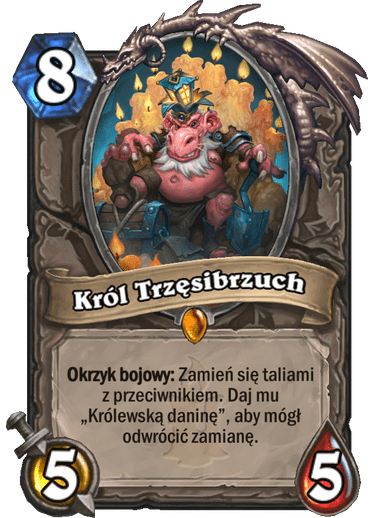 8
Król Trzęsibrzuch
Okrzyk bojowy: Zamień się taliami
z przeciwnikiem. Daj mu
„Królewską daninę”, aby mógł
odwrócić zamianę.
5
5